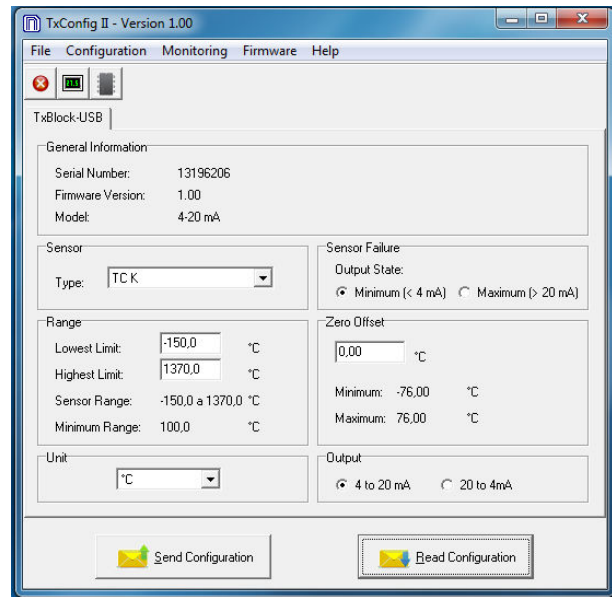 TxConfig II - Version 1.00
File Configuration Monitoring Firmware Help
TxBlock-USB
General Information
Serial Number: 13196206
Firmware Version: 1.00
Model: 4-20 mA
Sensor
Type: TC K
Sensor Failure
Output State:
Minimum (< 4 mA) Maximum (> 20 mA)
Range
Lowest Limit: -150,0 °C
Highest Limit: 1370,0 °C
Sensor Range: -150,0 a 1370,0 °C
Minimum Range: 100,0 °C
Zero Offset
0,00 °C
Minimum: -76,00 °C
Maximum: 76,00 °C
Unit
°C
Output
4 to 20 mA 20 to 4mA
Send Configuration
Read Configuration